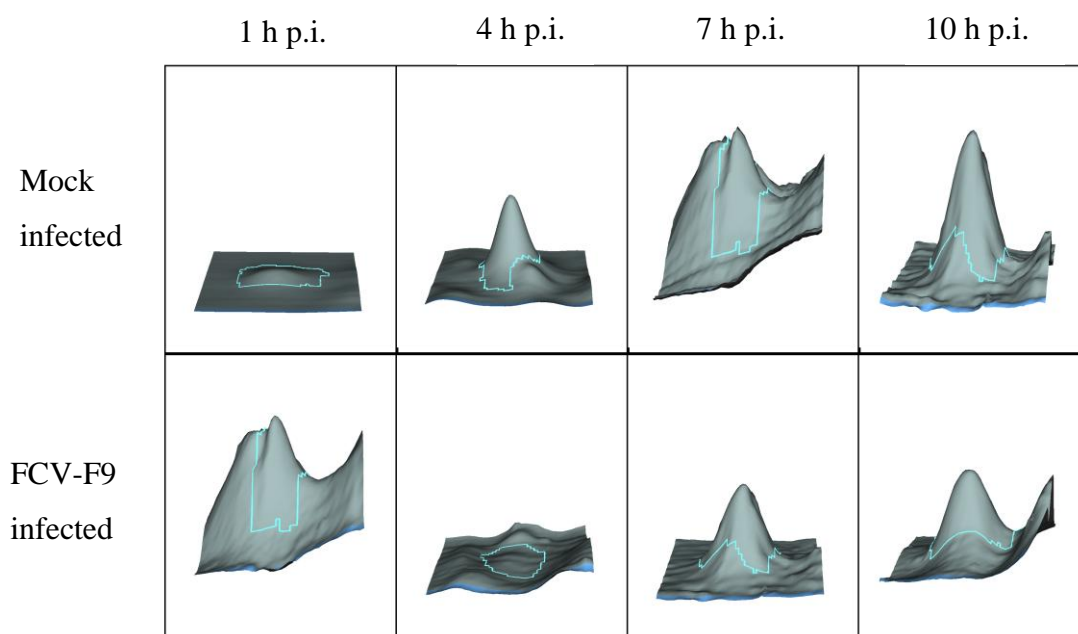 1 h p.i. 4 h p.i. 7 h p.i. 10 h p.i.
Mock
infected
FCV-F9
infected